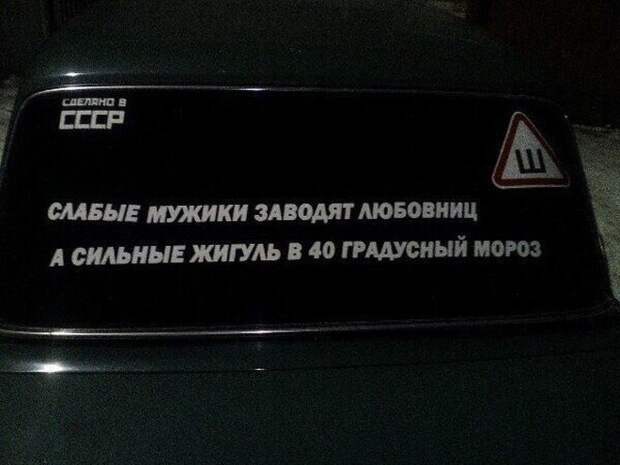 СДЕЛАНО В
СССР
Ш
СЛАБЫЕ МУЖИКИ ЗАВОДЯТ ЛЮБОВНИЦ
А СИЛЬНЫЕ ЖИГУЛЬ В 40 ГРАДУСНЫЙ МОРОЗ